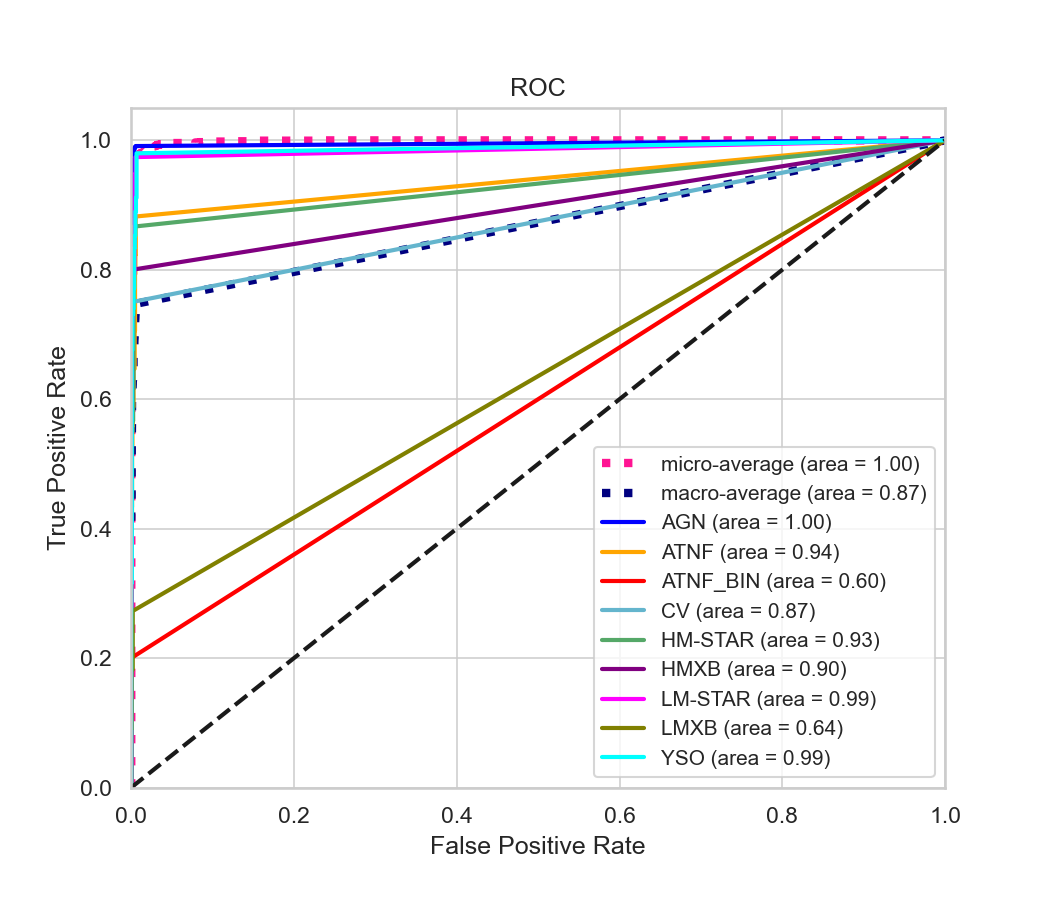 ROC
True Positive Rate
1.0
0.8
0.6
0.4
0.2
0.0
micro-average (area = 1.00)
macro-average (area = 0.87)
AGN (area = 1.00)
ATNF (area = 0.94)
ATNF_BIN (area = 0.60)
CV (area = 0.87)
HM-STAR (area = 0.93)
HMXB (area = 0.90)
LM-STAR (area = 0.99)
LMXB (area = 0.64)
YSO (area = 0.99)
0.0 0.2 0.4 0.6 0.8 1.0
False Positive Rate